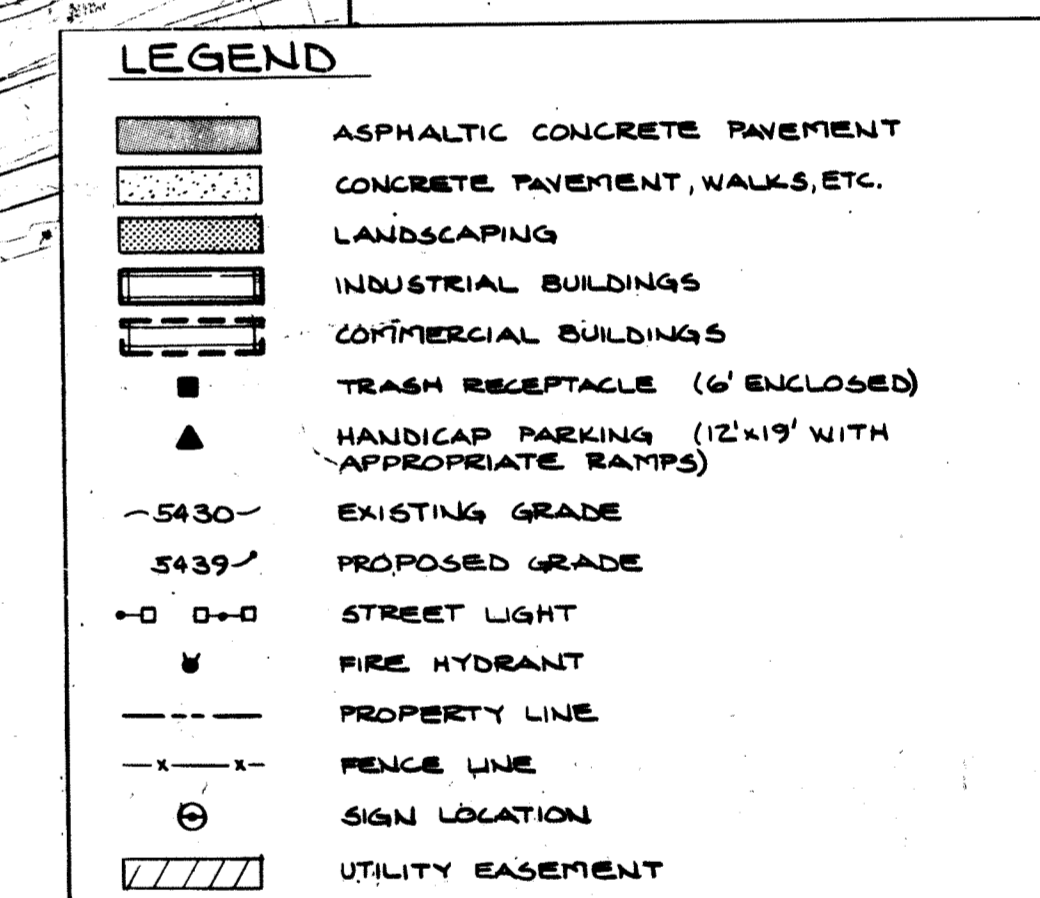 LEGEND
ASPHALTIC CONCRETE PAVEMENT
CONCRETE PAVEMENT, WALKS, ETC.
LANDSCAPING
INDUSTRIAL BUILDINGS
COMMERCIAL BUILDINGS
TRASH RECEPTACLE (6' ENCLOSED)
HANDICAP PARKING (12'x19' WITH
APPROPRIATE RAMPS)
5430 EXISTING GRADE
5439 PROPOSED GRADE
STREET LIGHT
FIRE HYDRANT
PROPERTY LINE
x x FENCE LINE
SIGN LOCATION
UTILITY EASEMENT